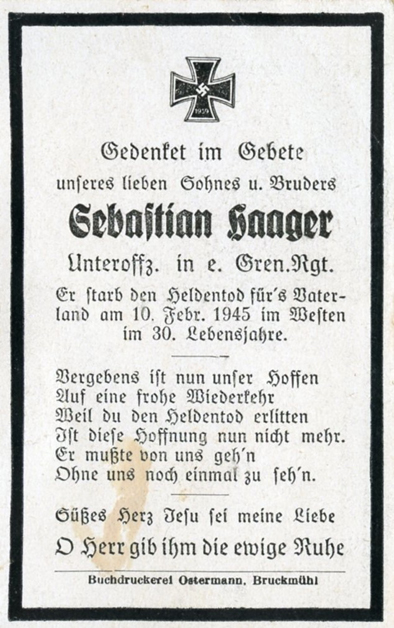 1939
Gedenket im Gebete
unseres lieben Sohnes u. Bruders
Sebastian Haager
Unteroffz. in e. Gren.Rgt.
Er starb den Heldentod für's Vater-
land am 10. Febr. 1945 im Westen
im 30. Lebensjahre.
Vergebens ist nun unser Hoffen
Auf eine frohe Wiederkehr
Weil du den Heldentod erlitten
Ist diese Hoffnung nun nicht mehr.
Er mußte von uns geh'n
Ohne uns noch einmal zu seh'n.
Süßes Herz Jesu sei meine Liebe
O Herr gib ihm die ewige Ruhe
Buchdruckerei Ostermann, Bruckmühl